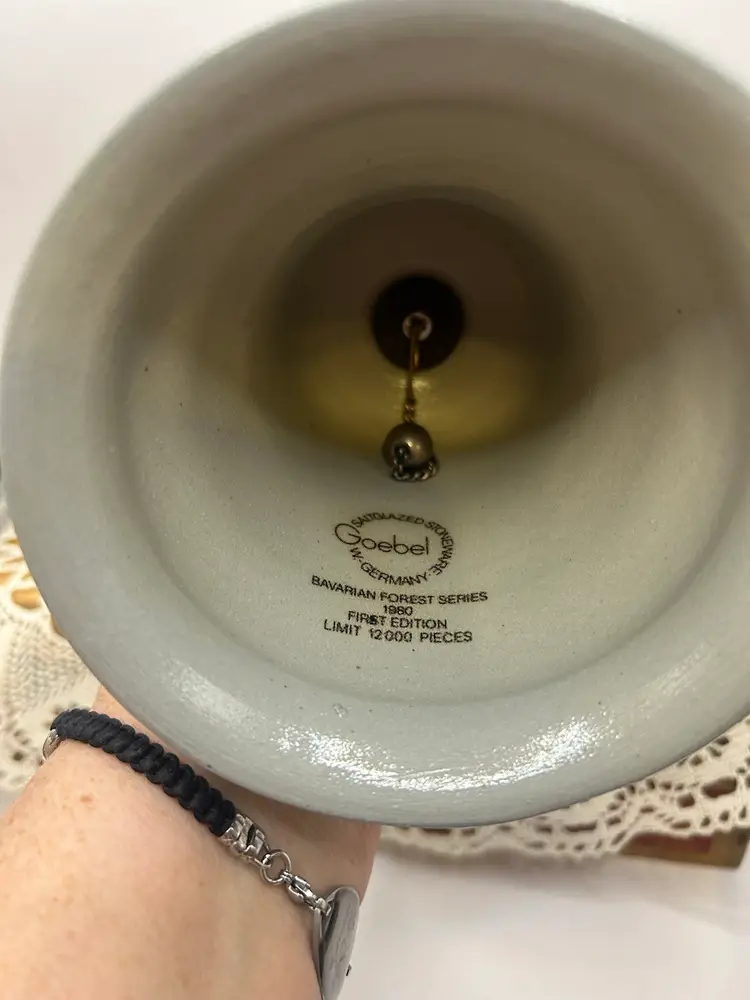 SALTGLAZED STONEWARE
Goebel
W.-GERMANY
BAVARIAN FOREST SERIES
1980
FIRST EDITION
LIMIT 12000 PIECES